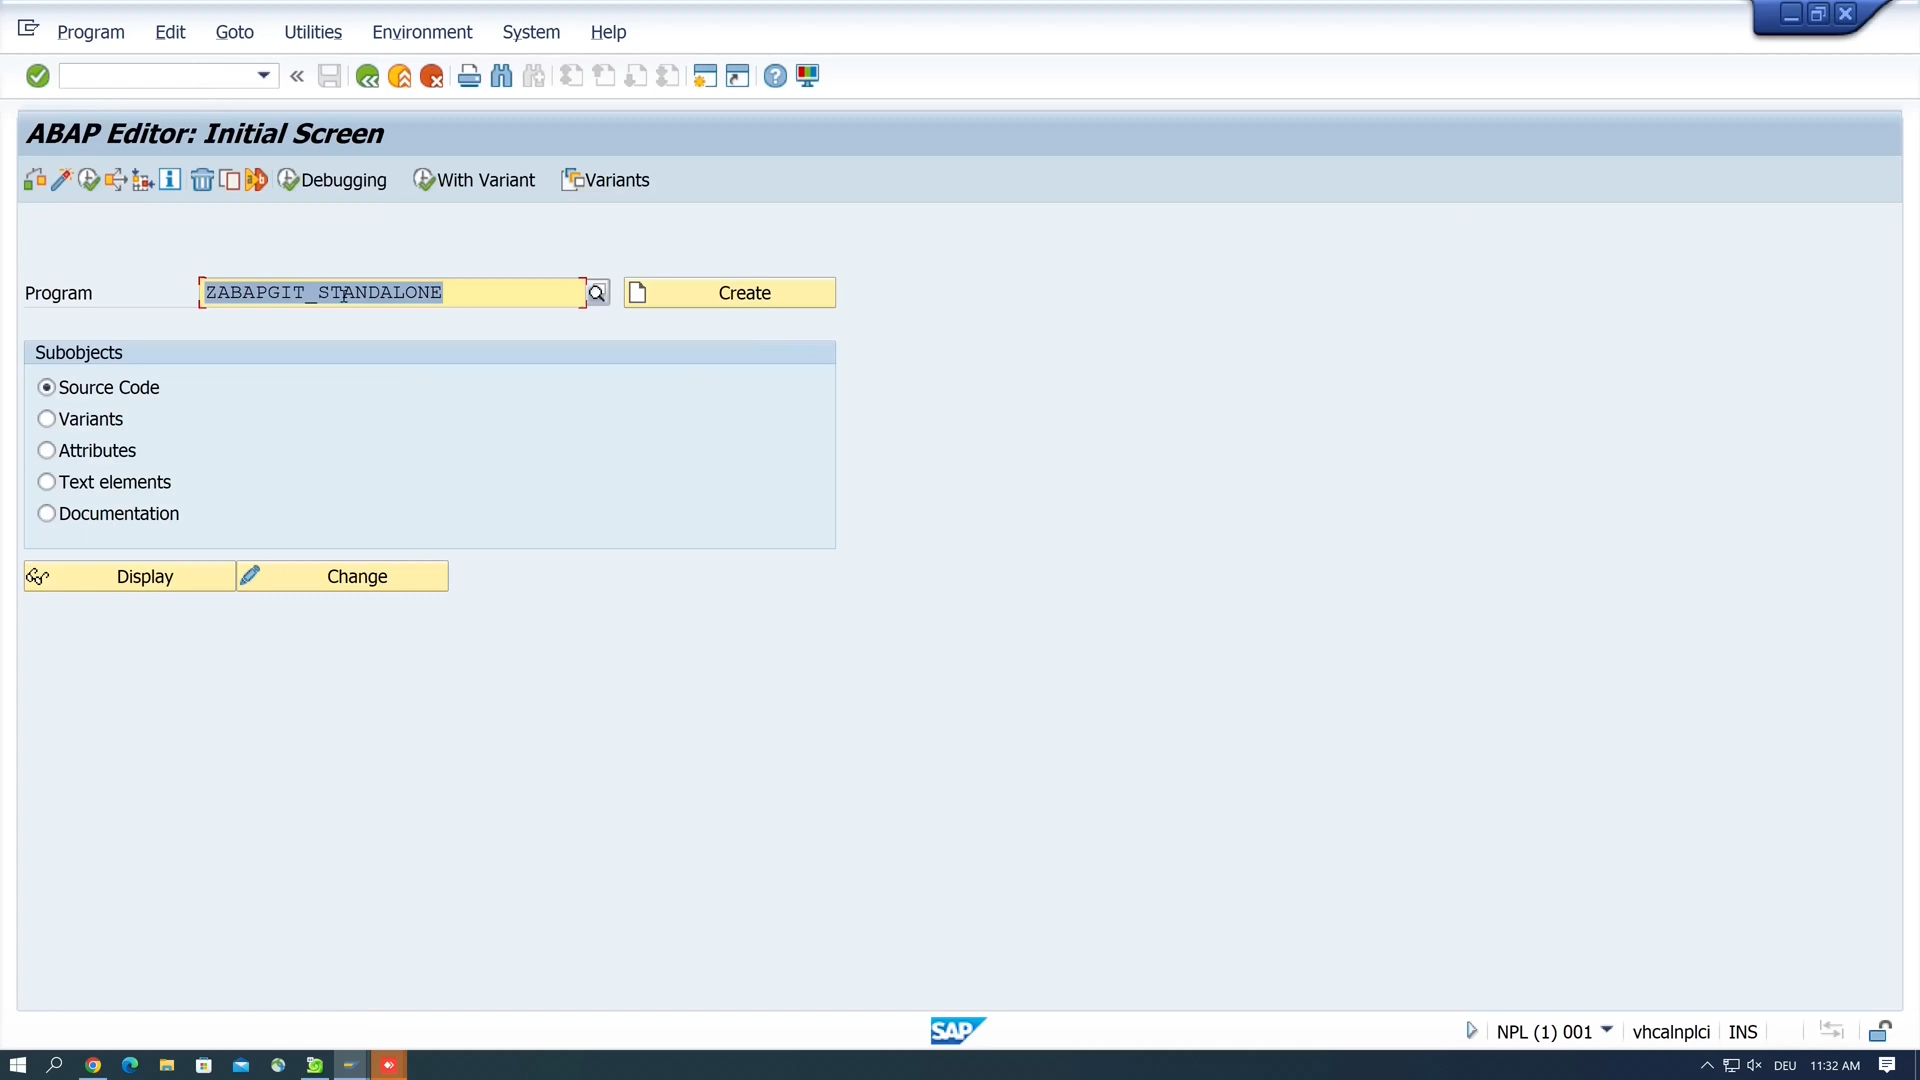 Program Edit Goto Utilities Environment System Help
ABAP Editor: Initial Screen
Debugging With Variant Variants
Program ZABAPGIT_STANDALONE Create
Subobjects
Source Code
Variants
Attributes
Text elements
Documentation
Display Change
SAP
NPL (1) 001 vhcalnplci INS
DEU 11:32 AM